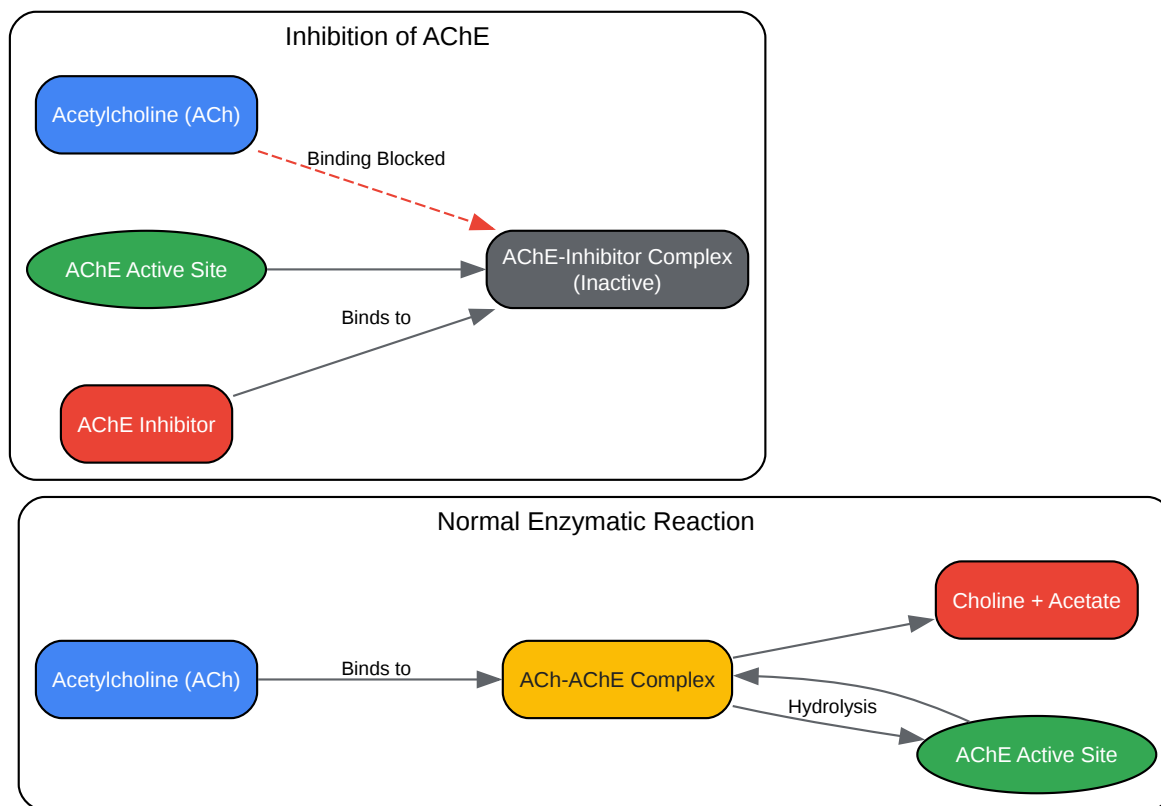 Inhibition of AChE
Acetylcholine (ACh)
Binding Blocked
AChE Active Site
AChE-Inhibitor Complex
(Inactive)
Binds to
AChE Inhibitor
Normal Enzymatic Reaction
Choline + Acetate
Acetylcholine (ACh)
Binds to
ACh-AChE Complex
Hydrolysis
AChE Active Site